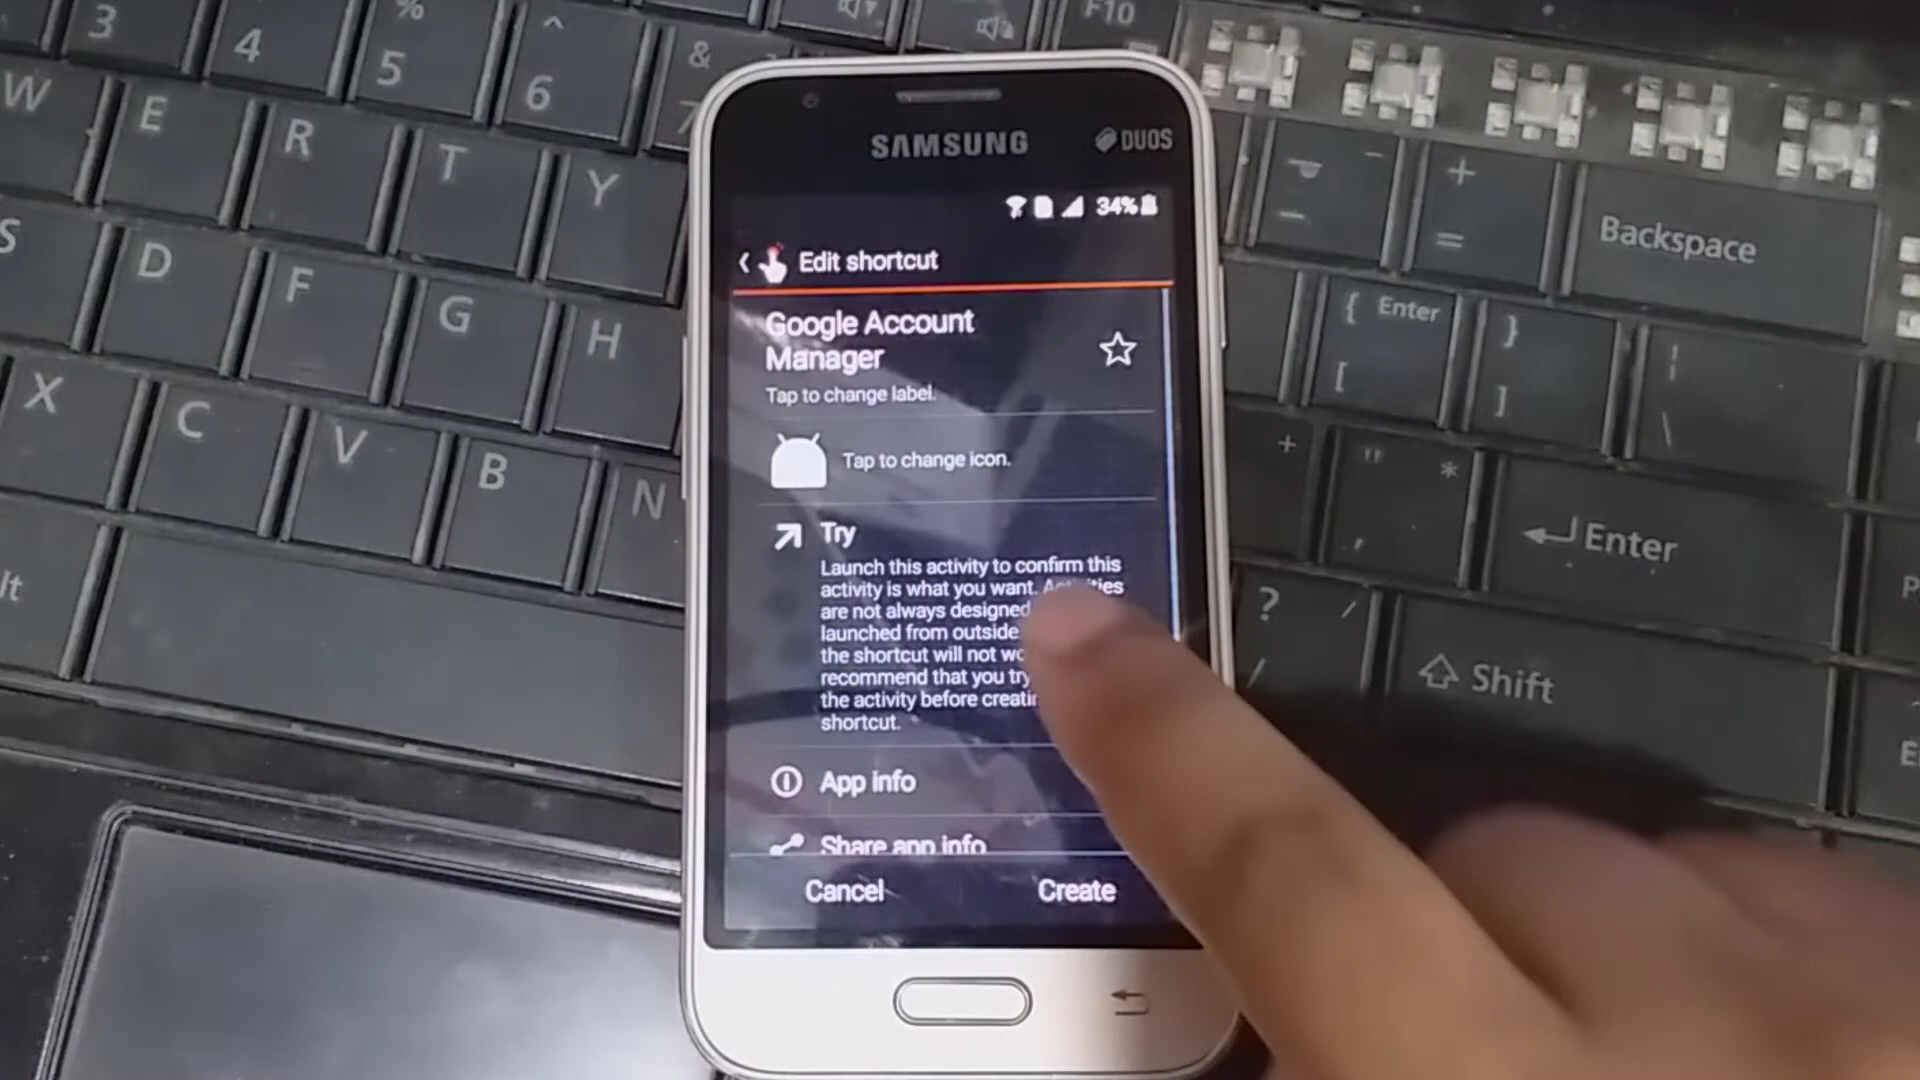 3
4
%
5
^
6
&
7
F10
W
E
R
T
Y
S
D
F
G
H
X
C
V
B
N
lt
SAMSUNG
DUOS
34%
Edit shortcut
Google Account
Manager
Tap to change label.
Tap to change icon.
Try
Launch this activity to confirm this
activity is what you want.
are not always designed
launched from outside
the shortcut will not
recommend that you try
the activity before
shortcut.
App info
Share app info
Cancel
Create
-
+
=
Backspace
{ Enter
[
}
]
|
\
+
"
*
'
Enter
?
/
/
Shift